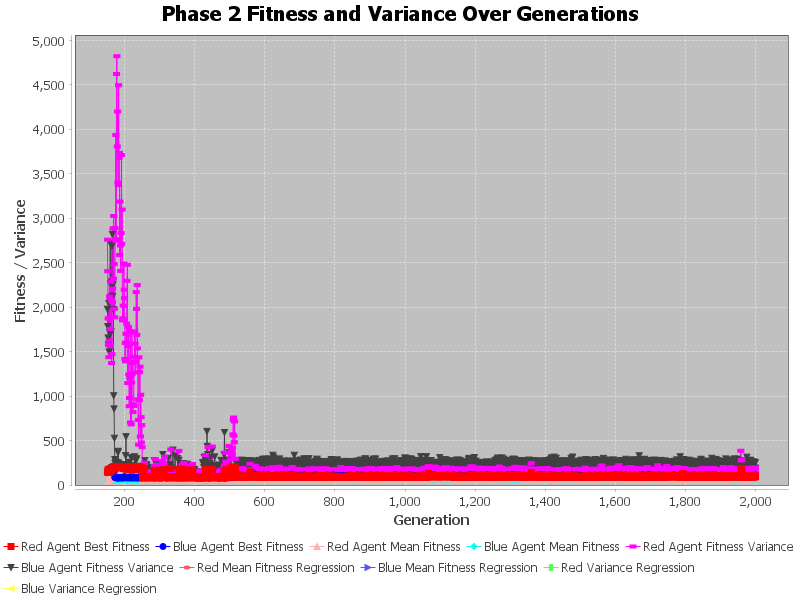 Phase 2 Fitness and Variance Over Generations
5,000
4,500
4,000
3,500
3,000
2,500
2,000
1,500
1,000
500
0
Fitness / Variance
200 400 600 800 1,000 1,200 1,400 1,600 1,800 2,000
Generation
Red Agent Best Fitness Blue Agent Best Fitness Red Agent Mean Fitness Blue Agent Mean Fitness Red Agent Fitness Variance
Blue Agent Fitness Variance Red Mean Fitness Regression Blue Mean Fitness Regression Red Variance Regression
Blue Variance Regression